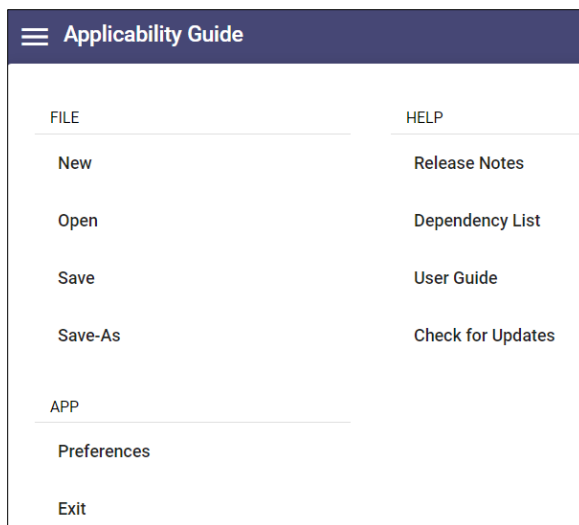 Applicability Guide
FILE
New
Open
Save
Save-As
APP
Preferences
Exit
HELP
Release Notes
Dependency List
User Guide
Check for Updates